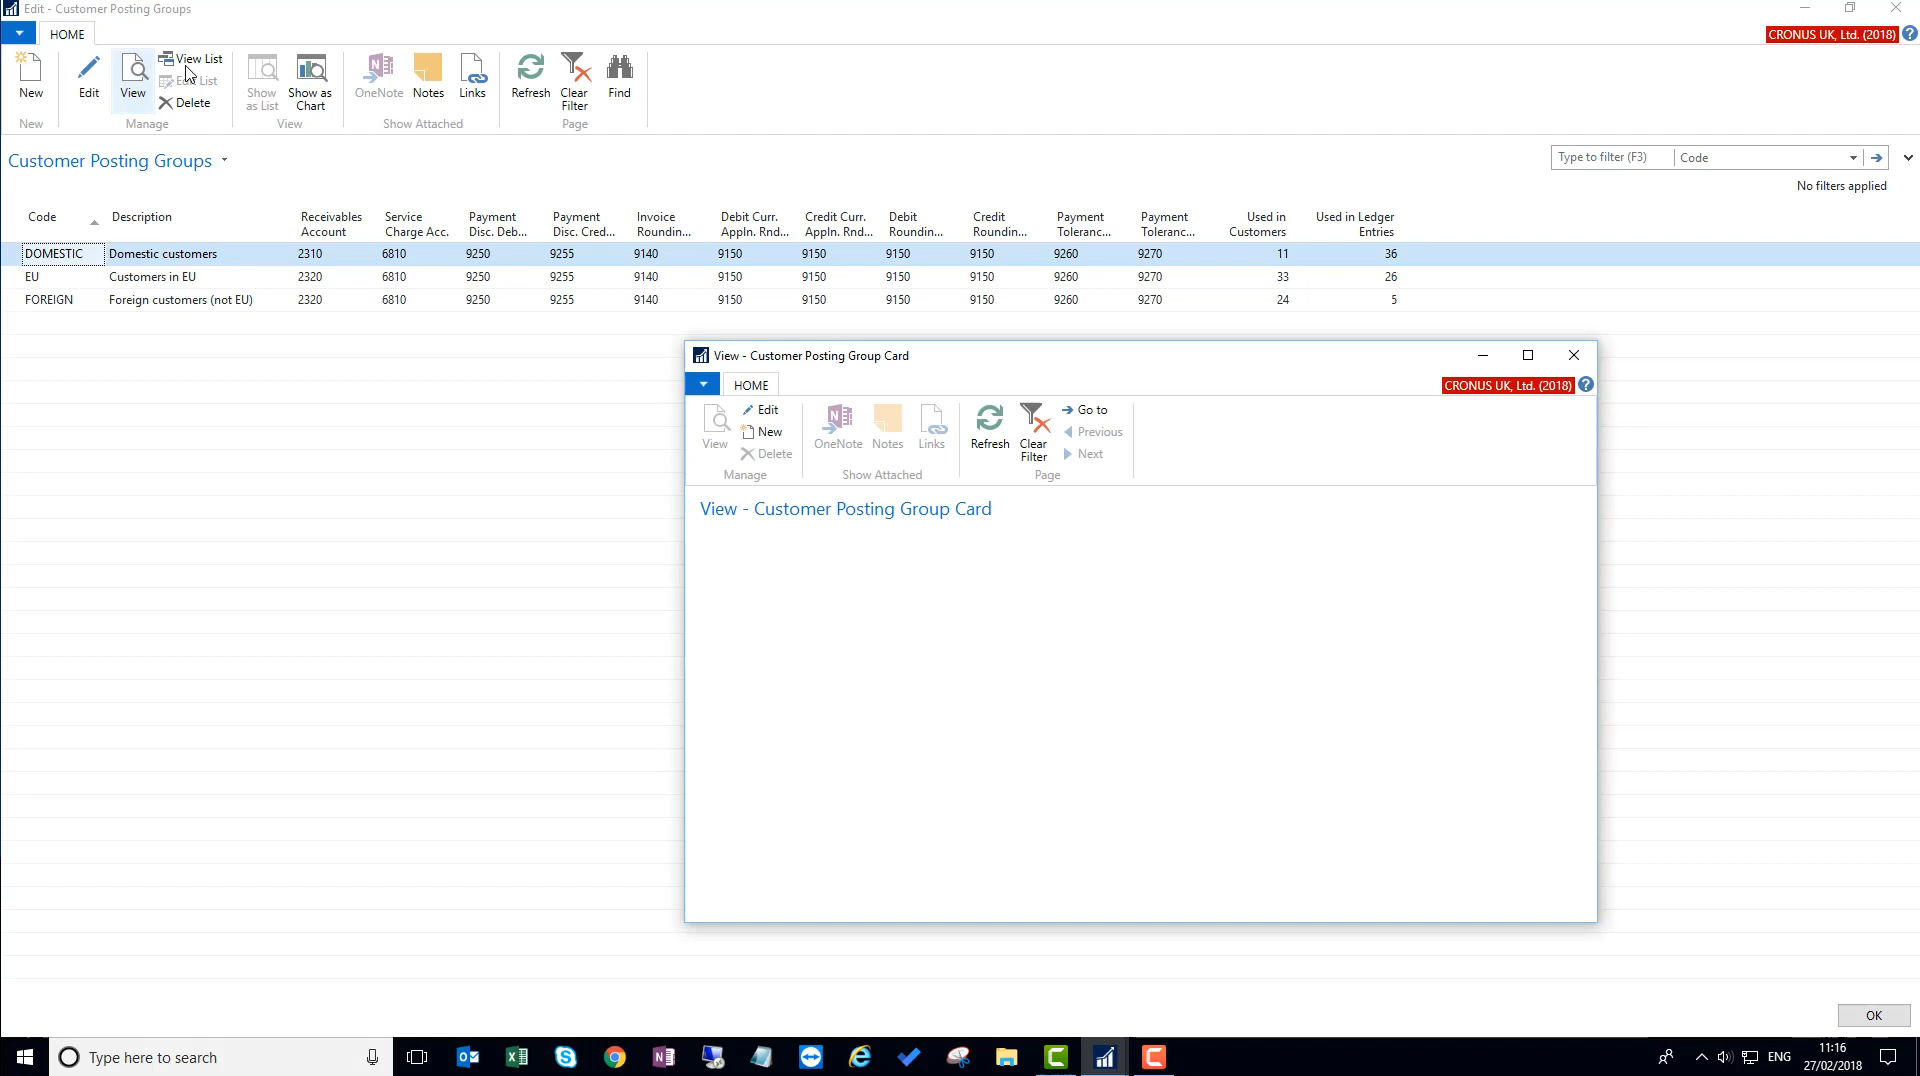 Edit - Customer Posting Groups
HOME
CRONUS UK, Ltd. (2018)
New
Edit
View
View List
Edit List
Delete
Show as List
Show as Chart
OneNote
Notes
Links
Refresh
Clear Filter
Find
New
Manage
View
Show Attached
Page
Customer Posting Groups
Type to filter (F3)
Code
No filters applied
Code Description Receivables Account Service Charge Acc. Payment Disc. Deb... Payment Disc. Cred... Invoice Roundin... Debit Curr. Appln. Rnd... Credit Curr. Appln. Rnd... Debit Roundin... Credit Roundin... Payment Toleranc... Payment Toleranc... Used in Customers Used in Ledger Entries
DOMESTIC Domestic customers 2310 6810 9250 9255 9140 9150 9150 9150 9150 9260 9270 11 36
EU Customers in EU 2320 6810 9250 9255 9140 9150 9150 9150 9150 9260 9270 33 26
FOREIGN Foreign customers (not EU) 2320 6810 9250 9255 9140 9150 9150 9150 9150 9260 9270 24 5
View - Customer Posting Group Card
HOME
CRONUS UK, Ltd. (2018)
View
Edit
New
Delete
OneNote
Notes
Links
Refresh
Clear Filter
Go to
Previous
Next
Manage
Show Attached
Page
View - Customer Posting Group Card
OK
Type here to search
ENG
11:16
27/02/2018